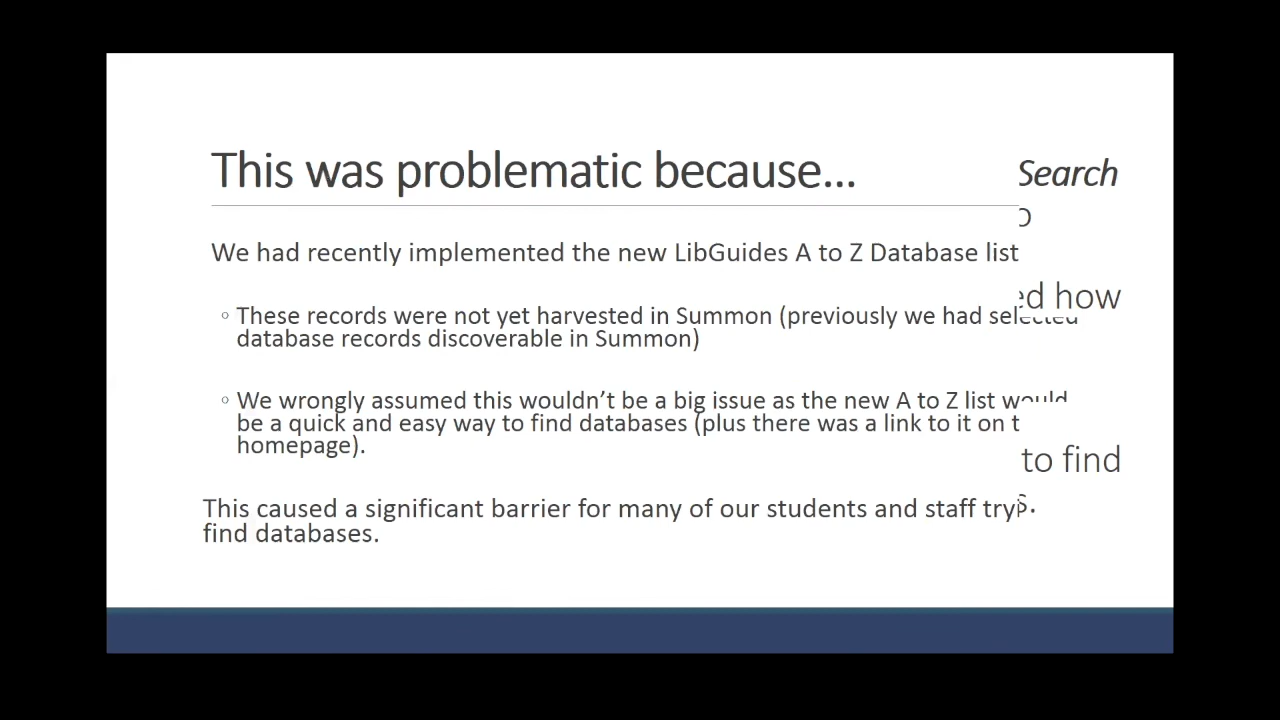 This was problematic because...
Search
We had recently implemented the new LibGuides A to Z Database list
ed how
◦ These records were not yet harvested in Summon (previously we had selected
database records discoverable in Summon)
◦ We wrongly assumed this wouldn't be a big issue as the new A to Z list would
be a quick and easy way to find databases (plus there was a link to it on t
homepage).
to find
This caused a significant barrier for many of our students and staff try
find databases.